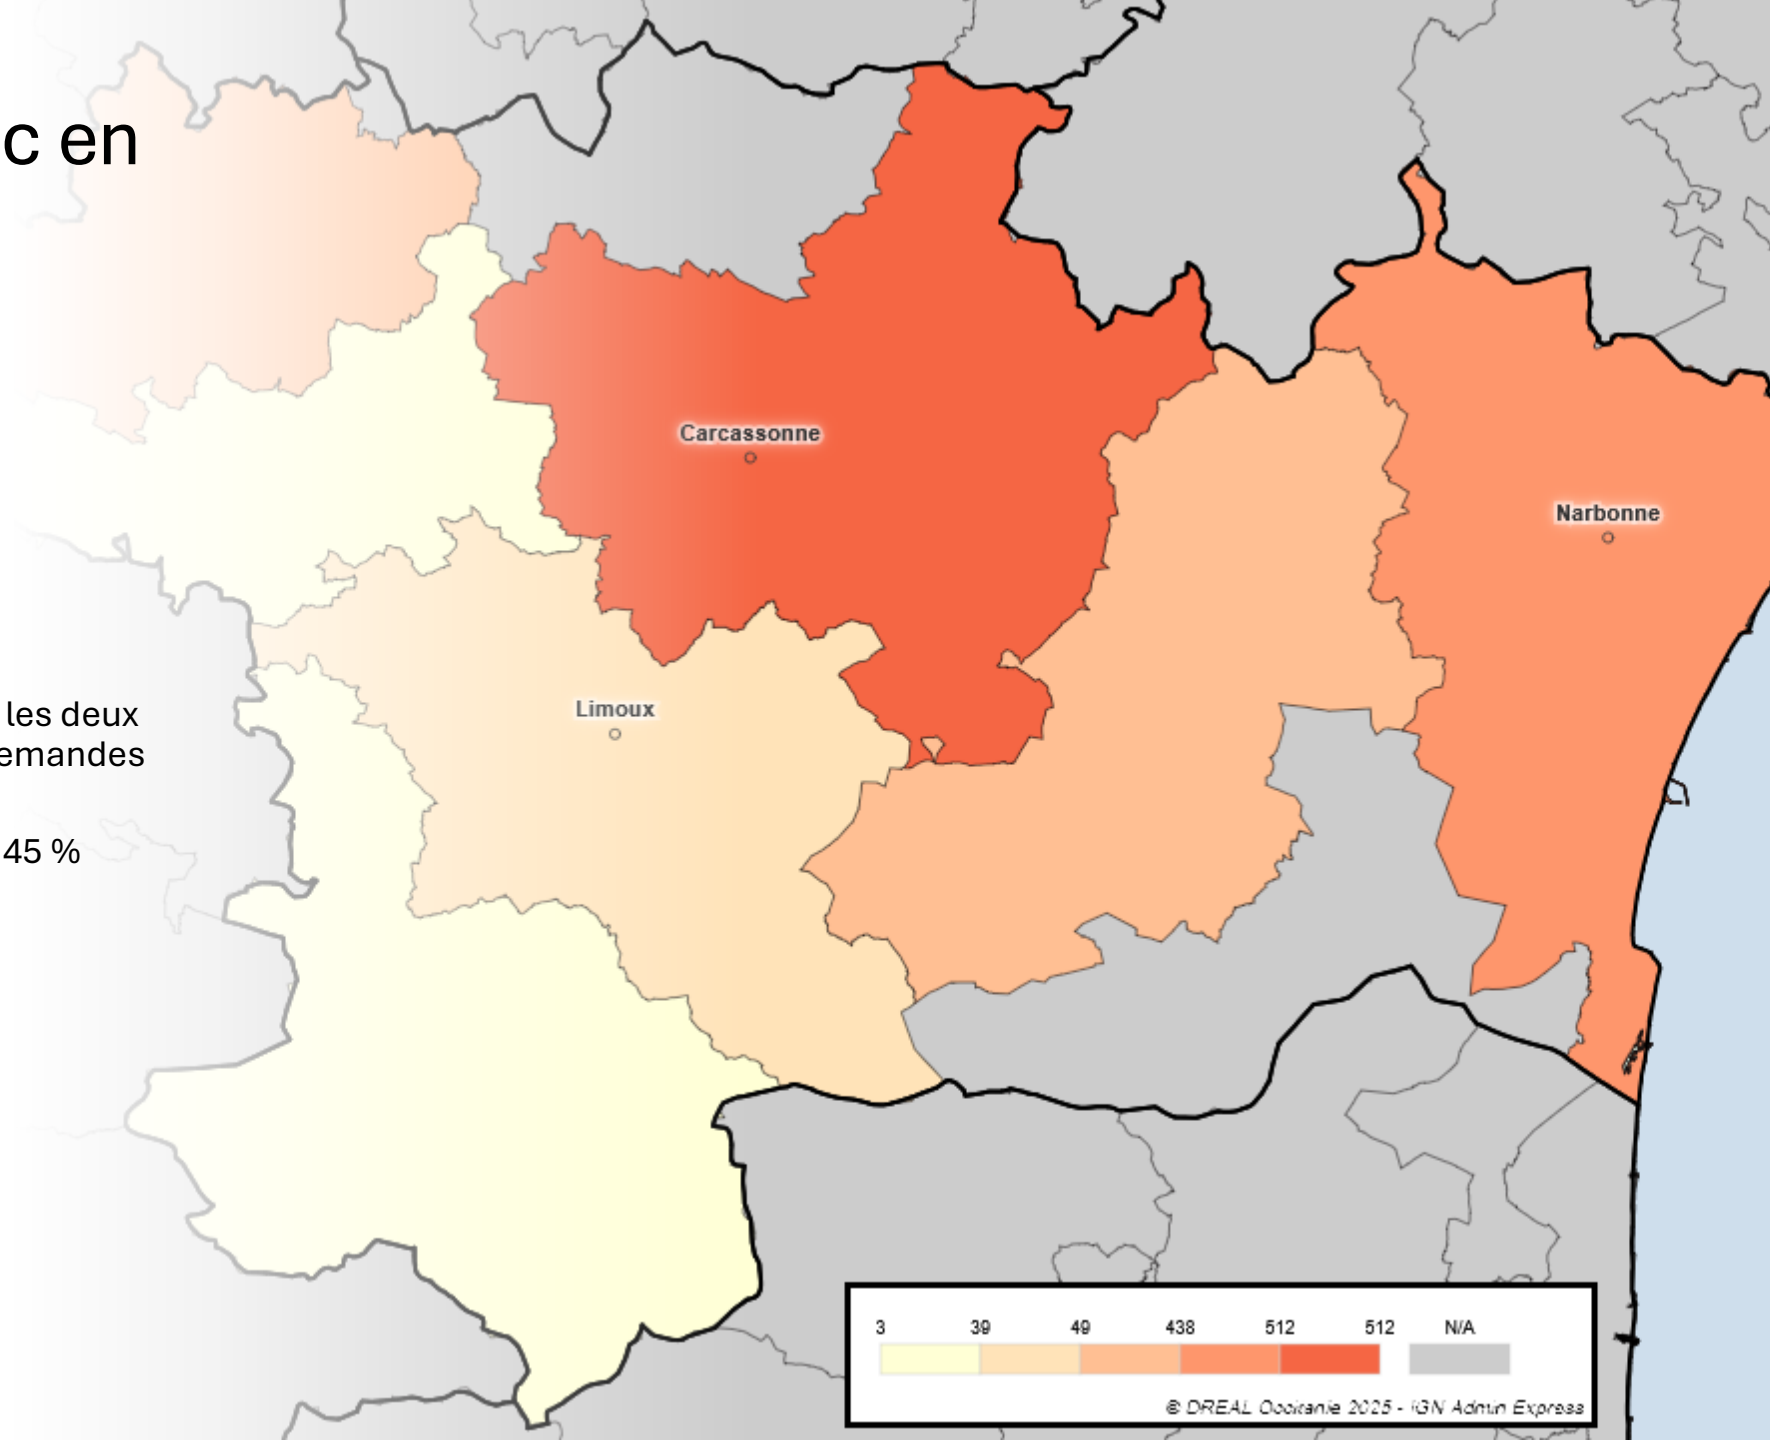 c en
Carcassonne
Narbonne
Limoux
les deux
emandes
45 %
3 39 49 438 512 512 N/A
© DREAL Occitanie 2025 - IGN Admin Express